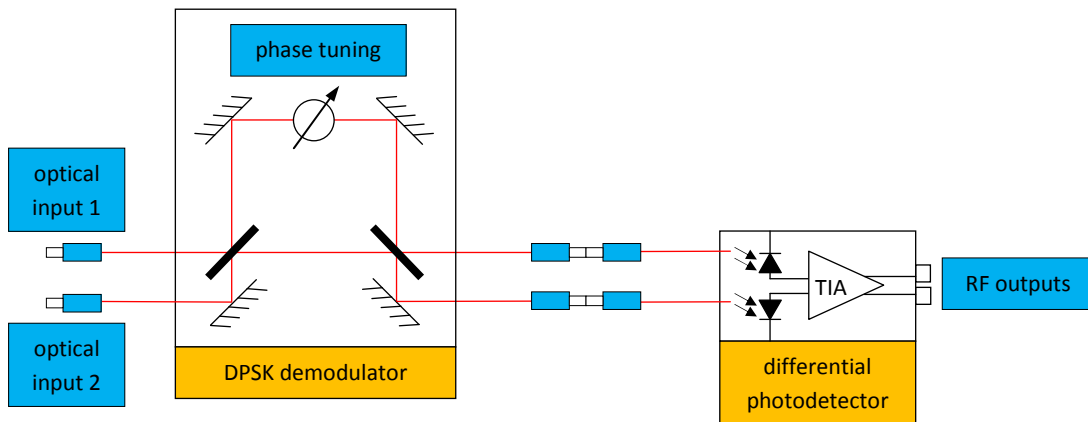 phase tuning
optical
input 1
optical
input 2
DPSK demodulator
TIA
RF outputs
differential
photodetector